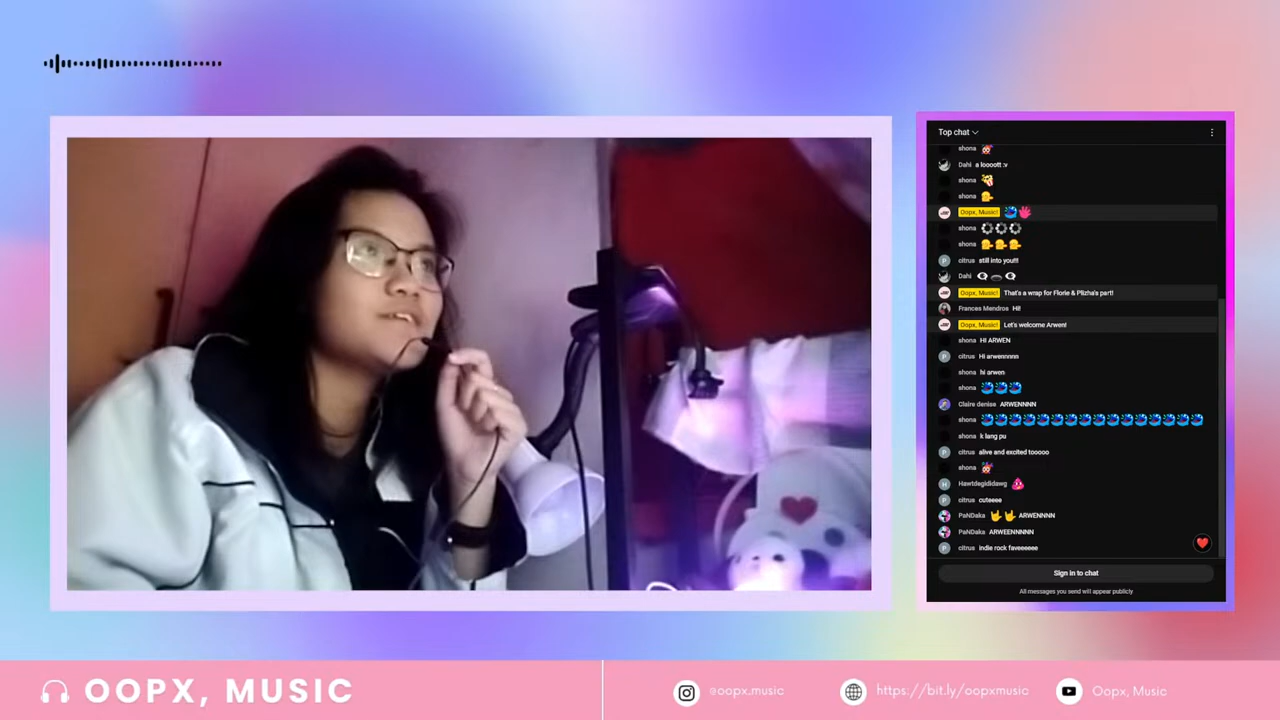 Top chat
shona
Dahi a loooott :v
shona
shona
Oopx, Music!
shona
shona
citrus still into you!!!
Dahi
Oopx, Music! That's a wrap for Florie & Plizha's part!
Frances Mendros Hi!
Oopx, Music! Let's welcome Arwen!
shona HI ARWEN
P citrus Hi arwennnnn
shona hi arwen
shona
Claire denise ARWENNNN
shona
shona k lang pu
P citrus alive and excited tooooo
shona
H Hawtdegididawg
P citrus cuteeee
PaNDaka ARWENNNN
PaNDaka ARWEENNNNN
P citrus indie rock faveeeeee
Sign in to chat
All messages you send will appear publicly
OOPX, MUSIC
@oopx.music
https://bit.ly/oopxmusic
Oopx, Music